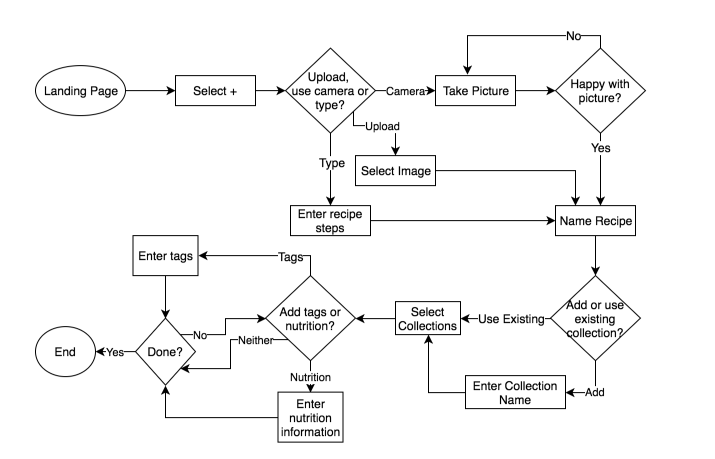 No
Landing Page
Select +
Upload,
use camera or
type?
Camera
Take Picture
Happy with
picture?
Upload
Type
Yes
Select Image
Enter recipe
steps
Name Recipe
Enter tags
Tags
Add tags or
nutrition?
Select
Collections
Use Existing
Add or use
existing
collection?
No
Neither
End
Yes
Done?
Nutrition
Enter
nutrition
information
Enter Collection
Name
Add